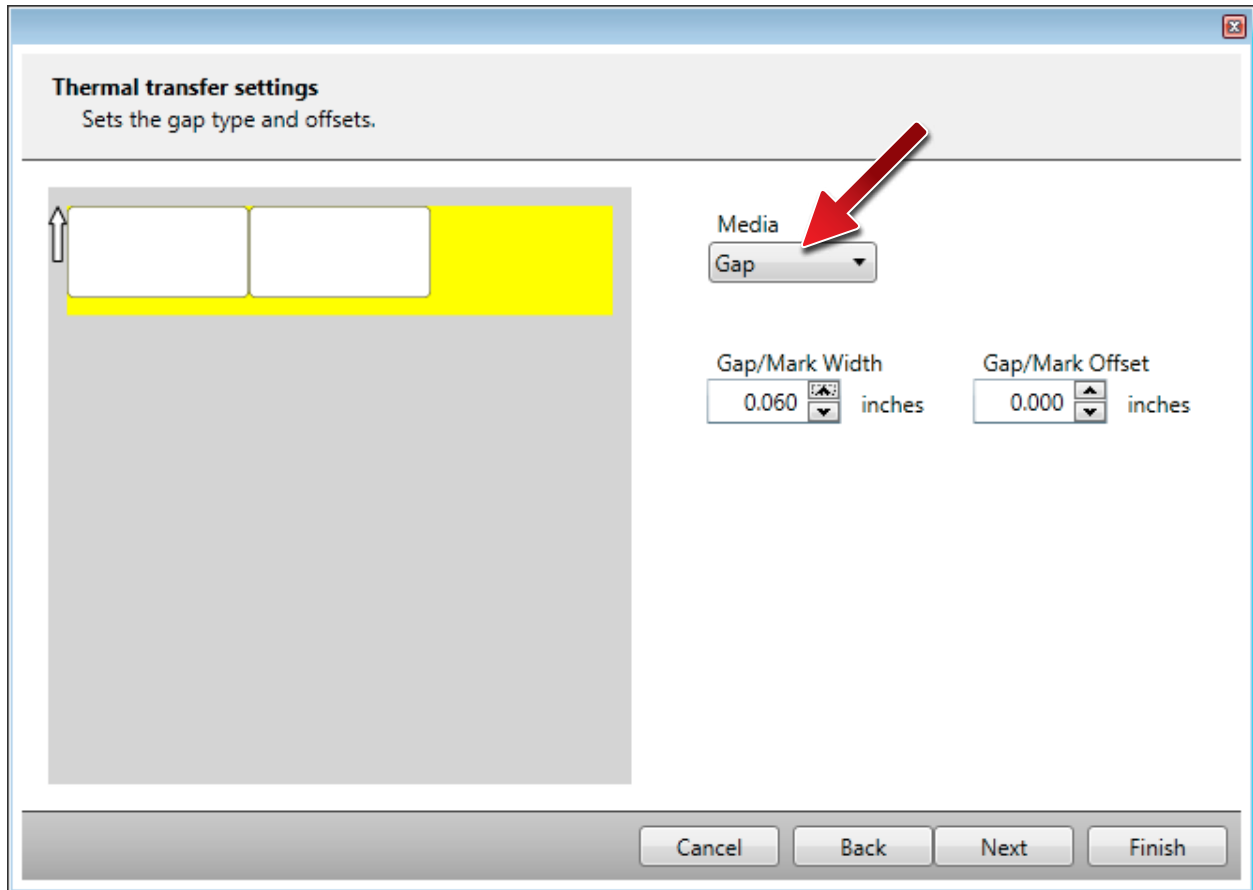 Thermal transfer settings
Sets the gap type and offsets.
Media
Gap
Gap/Mark Width Gap/Mark Offset
0.060 inches 0.000 inches
Cancel Back Next Finish